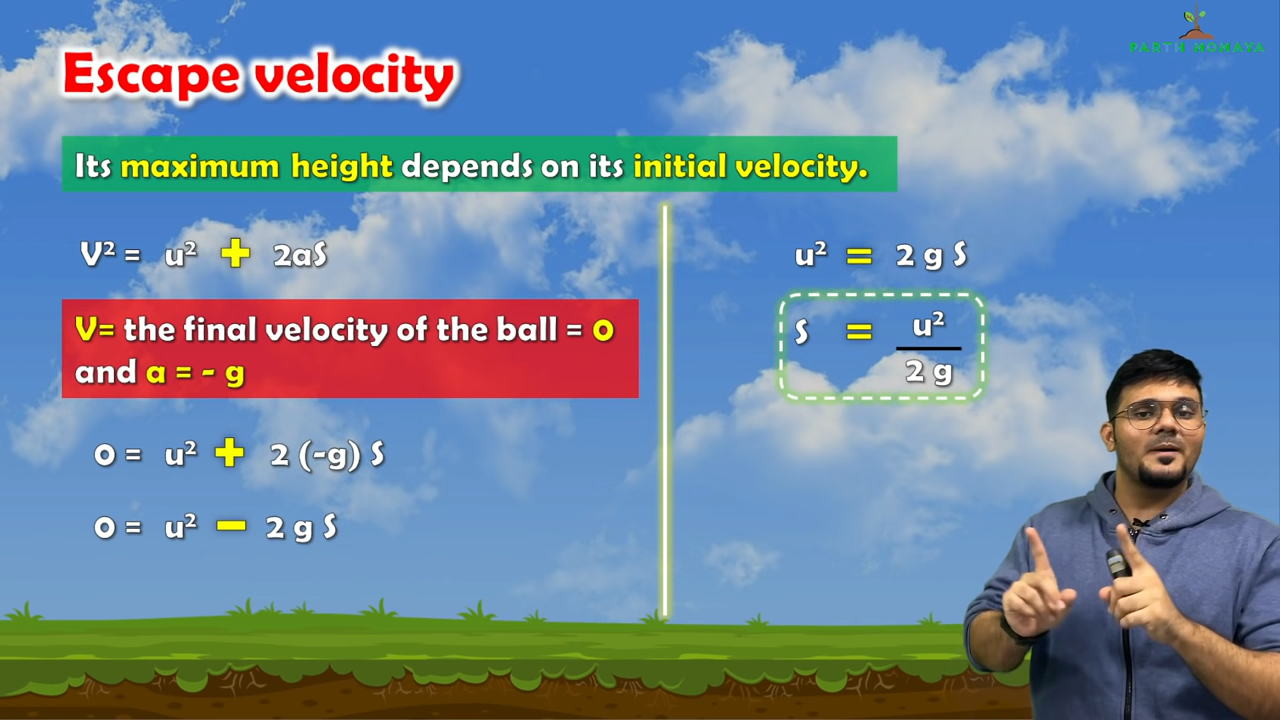 PARTH MOMAYA
Escape velocity
Its maximum height depends on its initial velocity.
V² = u² + 2aS
V= the final velocity of the ball = 0
and a = - g
0 = u² + 2 (-g) S
0 = u² - 2 g S
u² = 2 g S
S = u²
2 g